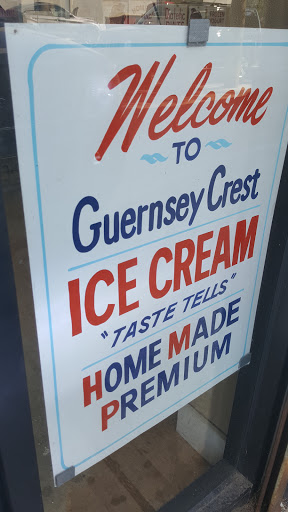 Welcome
TO
Guernsey Crest
ICE CREAM
"TASTE TELLS"
HOME MADE
PREMIUM